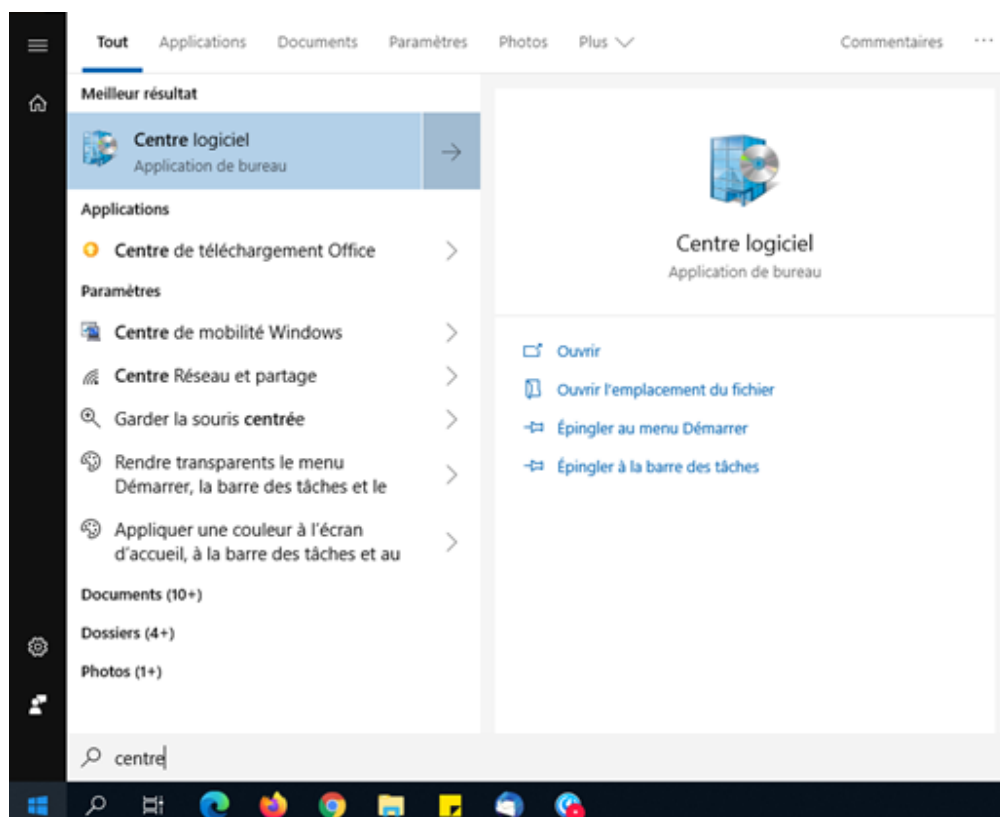 Tout Applications Documents Paramètres Photos Plus Commentaires ...
Meilleur résultat
Centre logiciel
Application de bureau
Applications
Centre de téléchargement Office
Paramètres
Centre de mobilité Windows
Centre Réseau et partage
Garder la souris centrée
Rendre transparents le menu
Démarrer, la barre des tâches et le
Appliquer une couleur à l'écran
d'accueil, à la barre des tâches et au
Documents (10+)
Dossiers (4+)
Photos (1+)
Centre logiciel
Application de bureau
Ouvrir
Ouvrir l'emplacement du fichier
Épingler au menu Démarrer
Épingler à la barre des tâches
centre